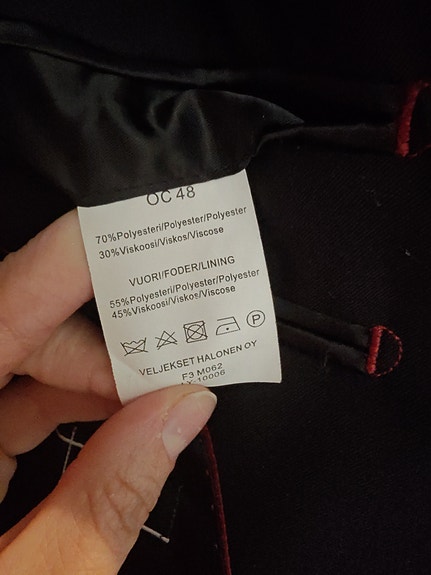 OC 48
70%Polyesteri/Polyester/Polyester
30%Viskoosi/Viskos/Viscose
VUORI/FODER/LINING
55%Polyesteri/Polyester/Polyester
45%Viskoosi/Viskos/Viscose
P
VELJEKSET HALONEN OY
F3 M062
10006